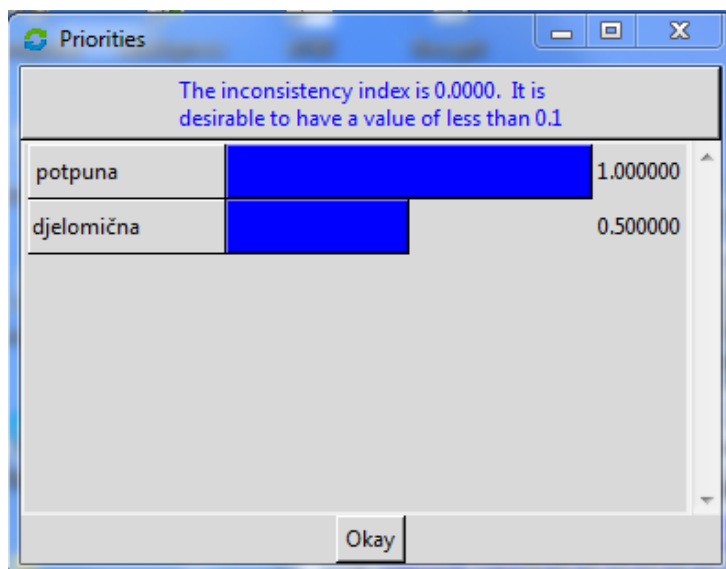 Priorities
The inconsistency index is 0.0000. It is
desirable to have a value of less than 0.1
potpuna 1.000000
djelomična 0.500000
Okay